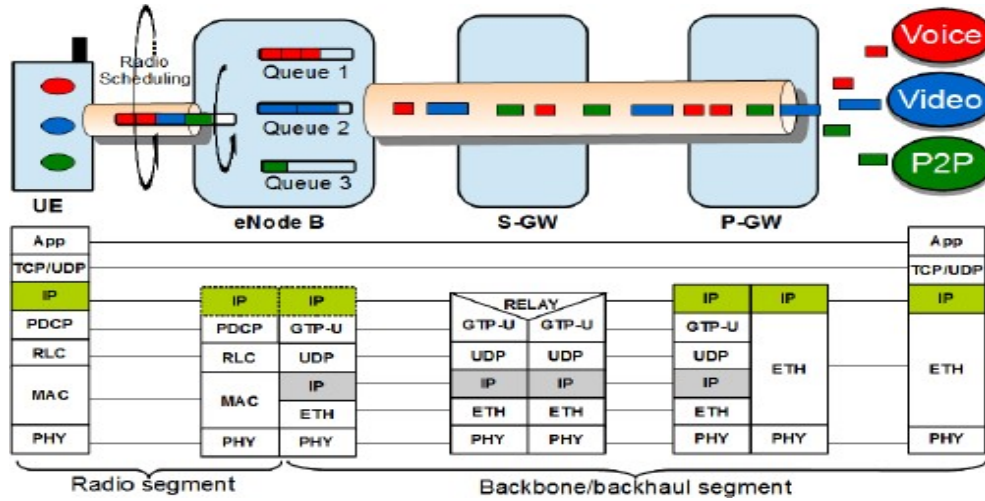 Radio
Scheduling
Queue 1
Queue 2
Queue 3
Voice
Video
P2P
UE
eNode B
S-GW
P-GW
App
TCP/UDP
IP
PDCP
RLC
MAC
PHY
IP
PDCP
RLC
MAC
PHY
IP
GTP-U
UDP
IP
ETH
PHY
RELAY
GTP-U
UDP
IP
ETH
PHY
GTP-U
UDP
IP
ETH
PHY
IP
GTP-U
UDP
IP
ETH
PHY
IP
ETH
PHY
App
TCP/UDP
IP
ETH
PHY
Radio segment
Backbone/backhaul segment